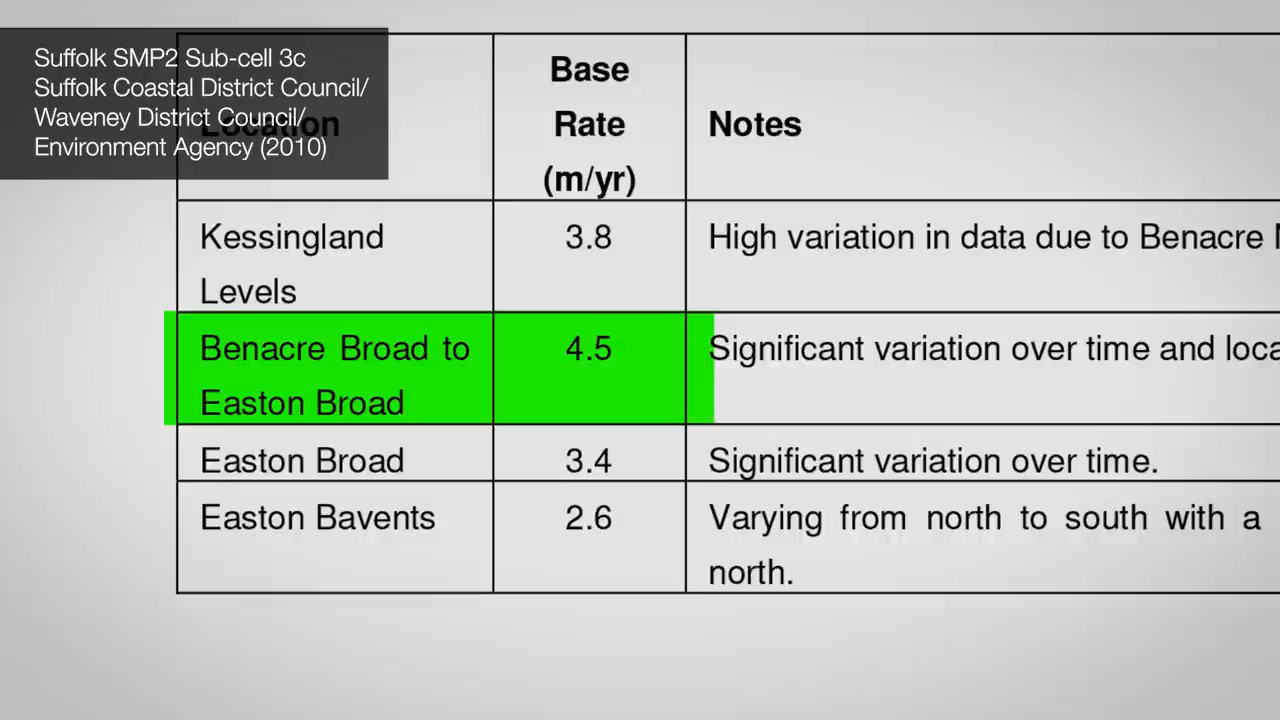 Suffolk SMP2 Sub-cell 3c
Suffolk Coastal District Council/
Waveney District Council/
Environment Agency (2010)
Location
Base
Rate
(m/yr)
Notes
Kessingland
Levels
3.8
High variation in data due to Benacre
Benacre Broad to
Easton Broad
4.5
Significant variation over time and loca
Easton Broad
3.4
Significant variation over time.
Easton Bavents
2.6
Varying from north to south with a
north.